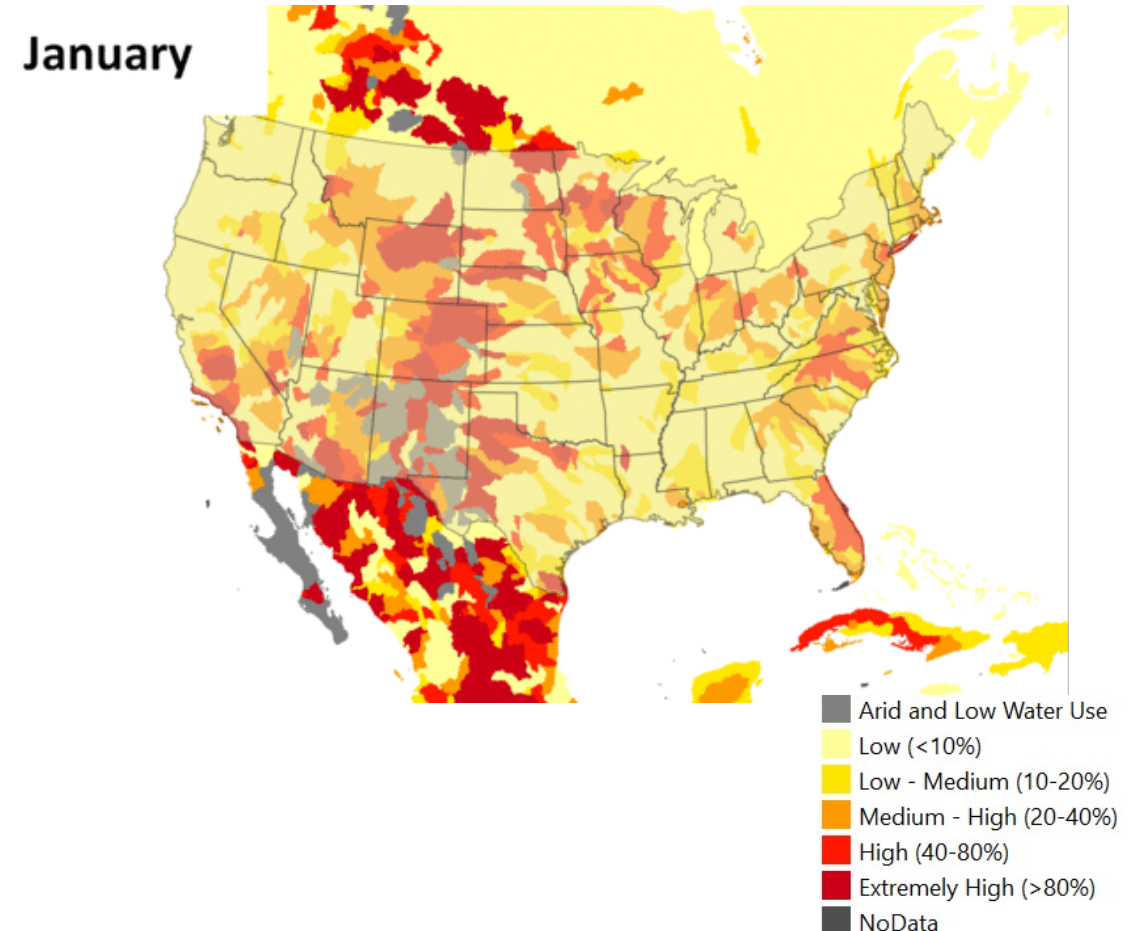 January
Arid and Low Water Use
Low (<10%)
Low - Medium (10-20%)
Medium - High (20-40%)
High (40-80%)
Extremely High (>80%)
NoData